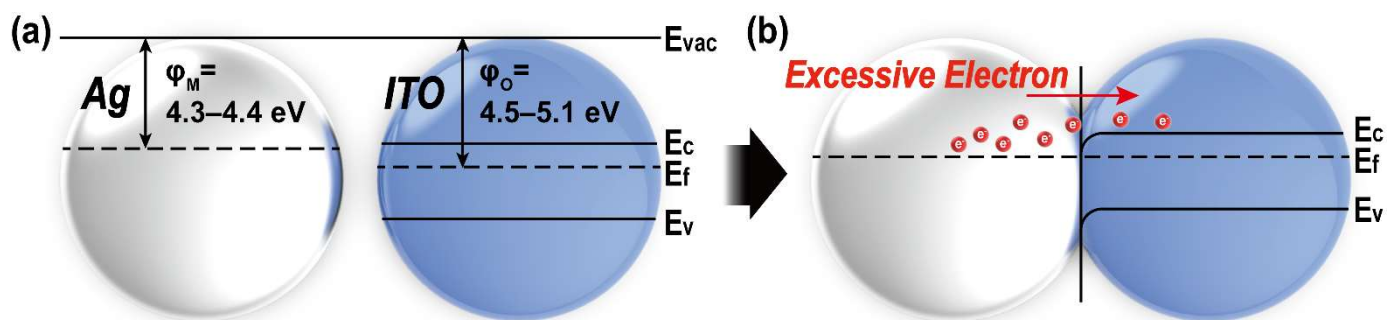 (a)
Evac
Ag
φM=
4.3–4.4 eV
ITO
φO=
4.5–5.1 eV
Ec
Ef
Ev
(b)
Excessive Electron
e⁻ e⁻ e⁻ e⁻ e⁻ e⁻ e⁻
Ec
Ef
Ev